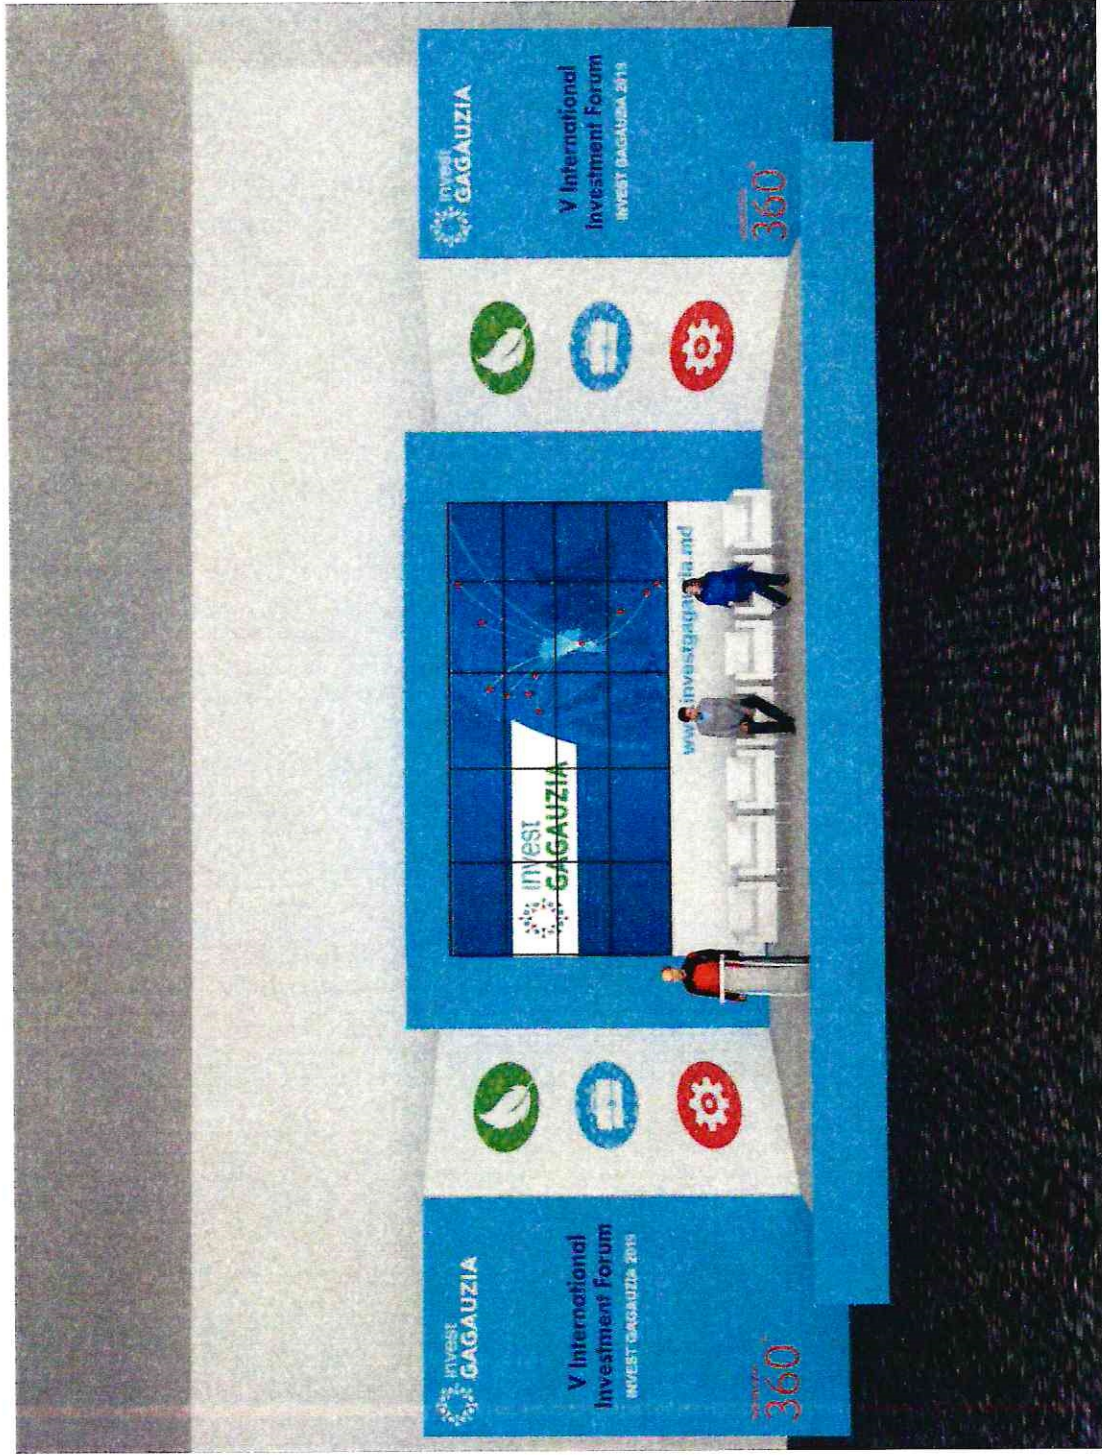 invest
GAGAUZIA
V International
Investment Forum
INVEST GAGAUZIA 2019
360°
invest
GAGAUZIA
www.investgagauzia.md
invest
GAGAUZIA
V International
Investment Forum
INVEST GAGAUZIA 2019
360°